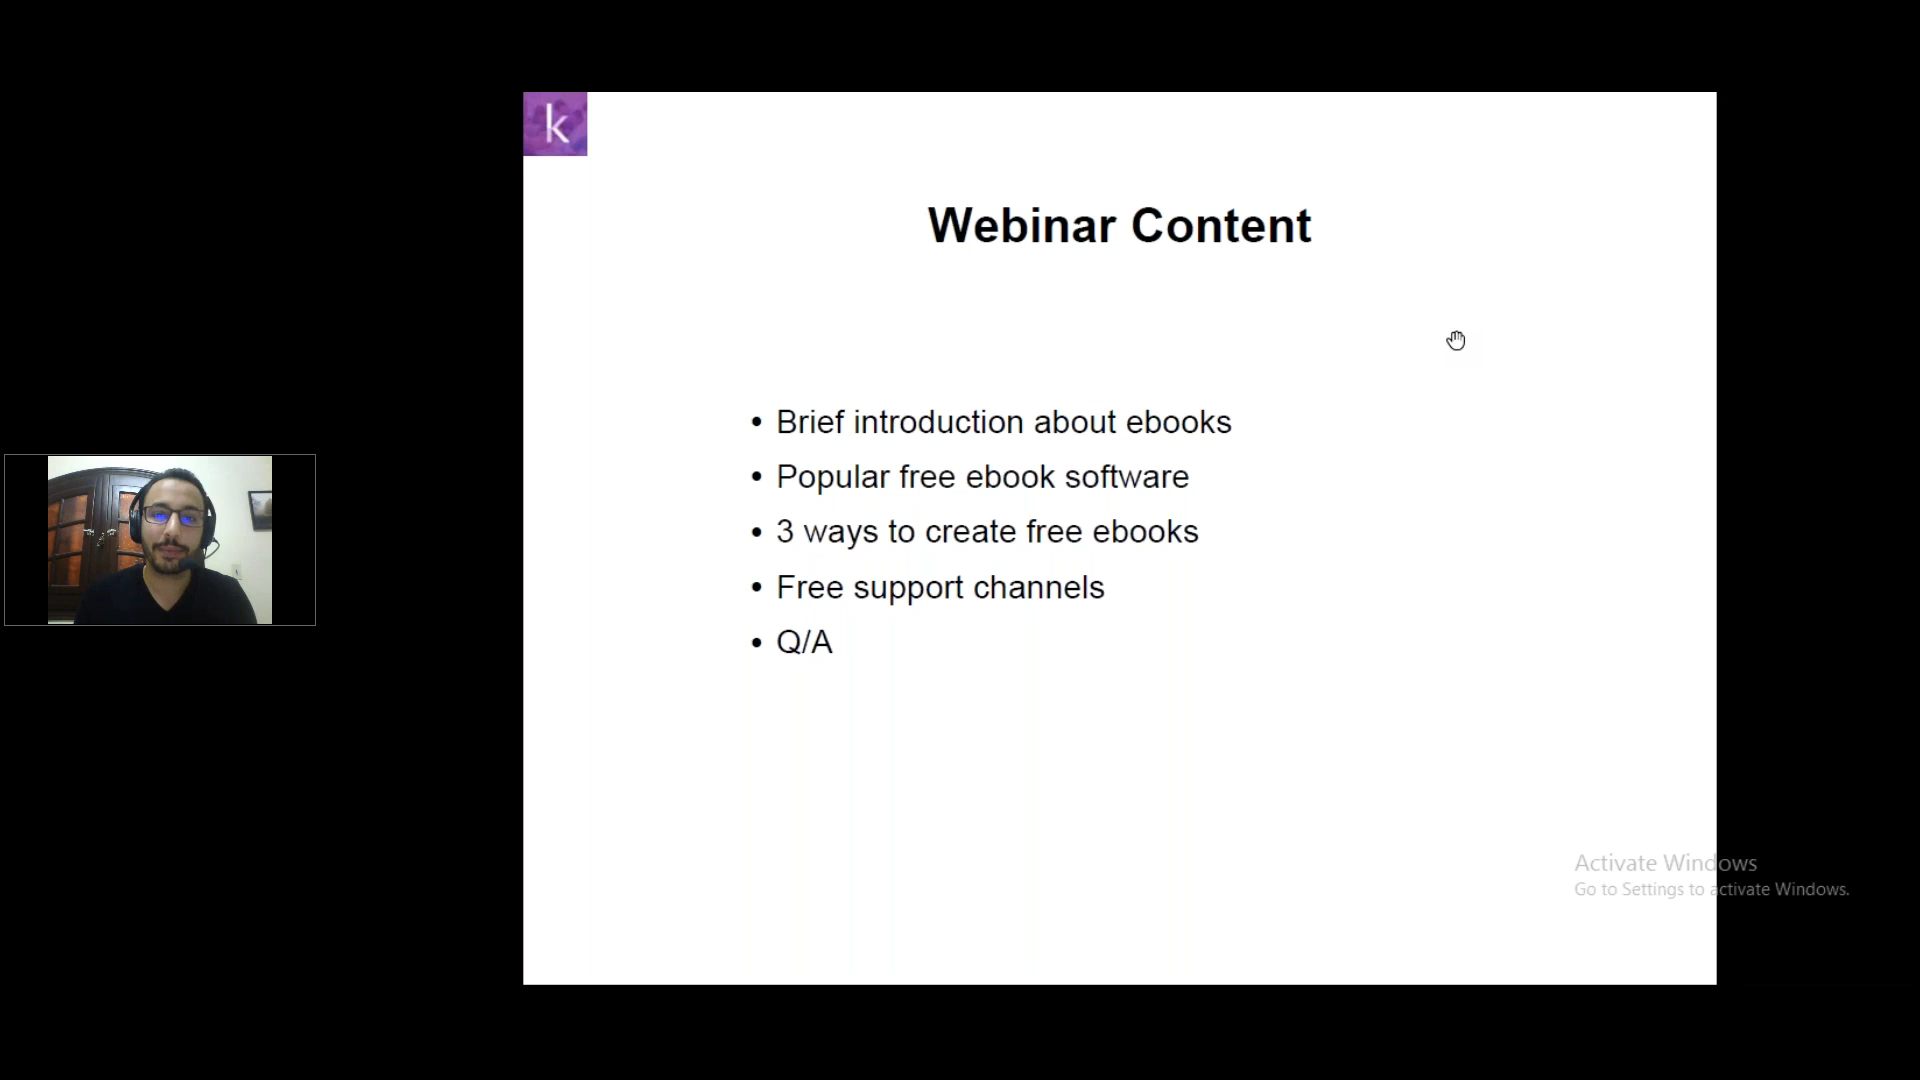 k
Webinar Content
• Brief introduction about ebooks
• Popular free ebook software
• 3 ways to create free ebooks
• Free support channels
• Q/A
Activate Windows
Go to Settings to activate Windows.